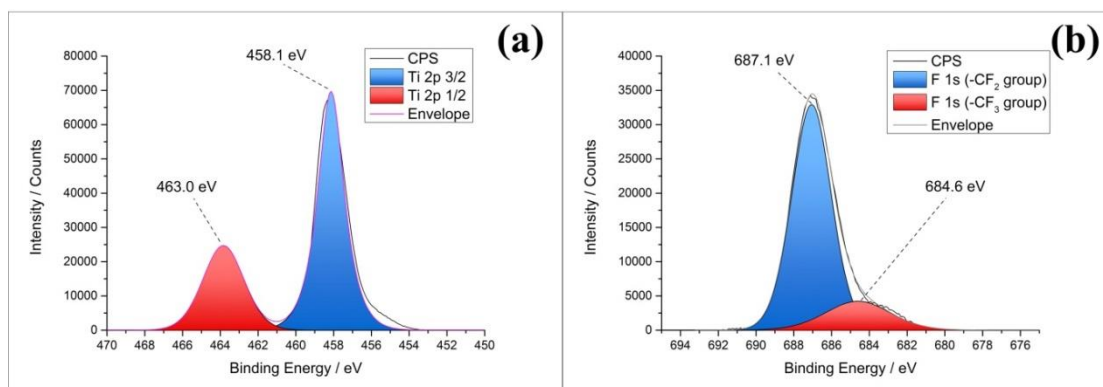 (a)
80000
70000
60000
50000
40000
30000
20000
10000
0
Intensity / Counts
470 468 466 464 462 460 458 456 454 452 450
Binding Energy / eV
458.1 eV
463.0 eV
CPS
Ti 2p 3/2
Ti 2p 1/2
Envelope
(b)
40000
35000
30000
25000
20000
15000
10000
5000
0
Intensity / Counts
694 692 690 688 686 684 682 680 678 676
Binding Energy / eV
687.1 eV
684.6 eV
CPS
F 1s (-CF₂ group)
F 1s (-CF₃ group)
Envelope